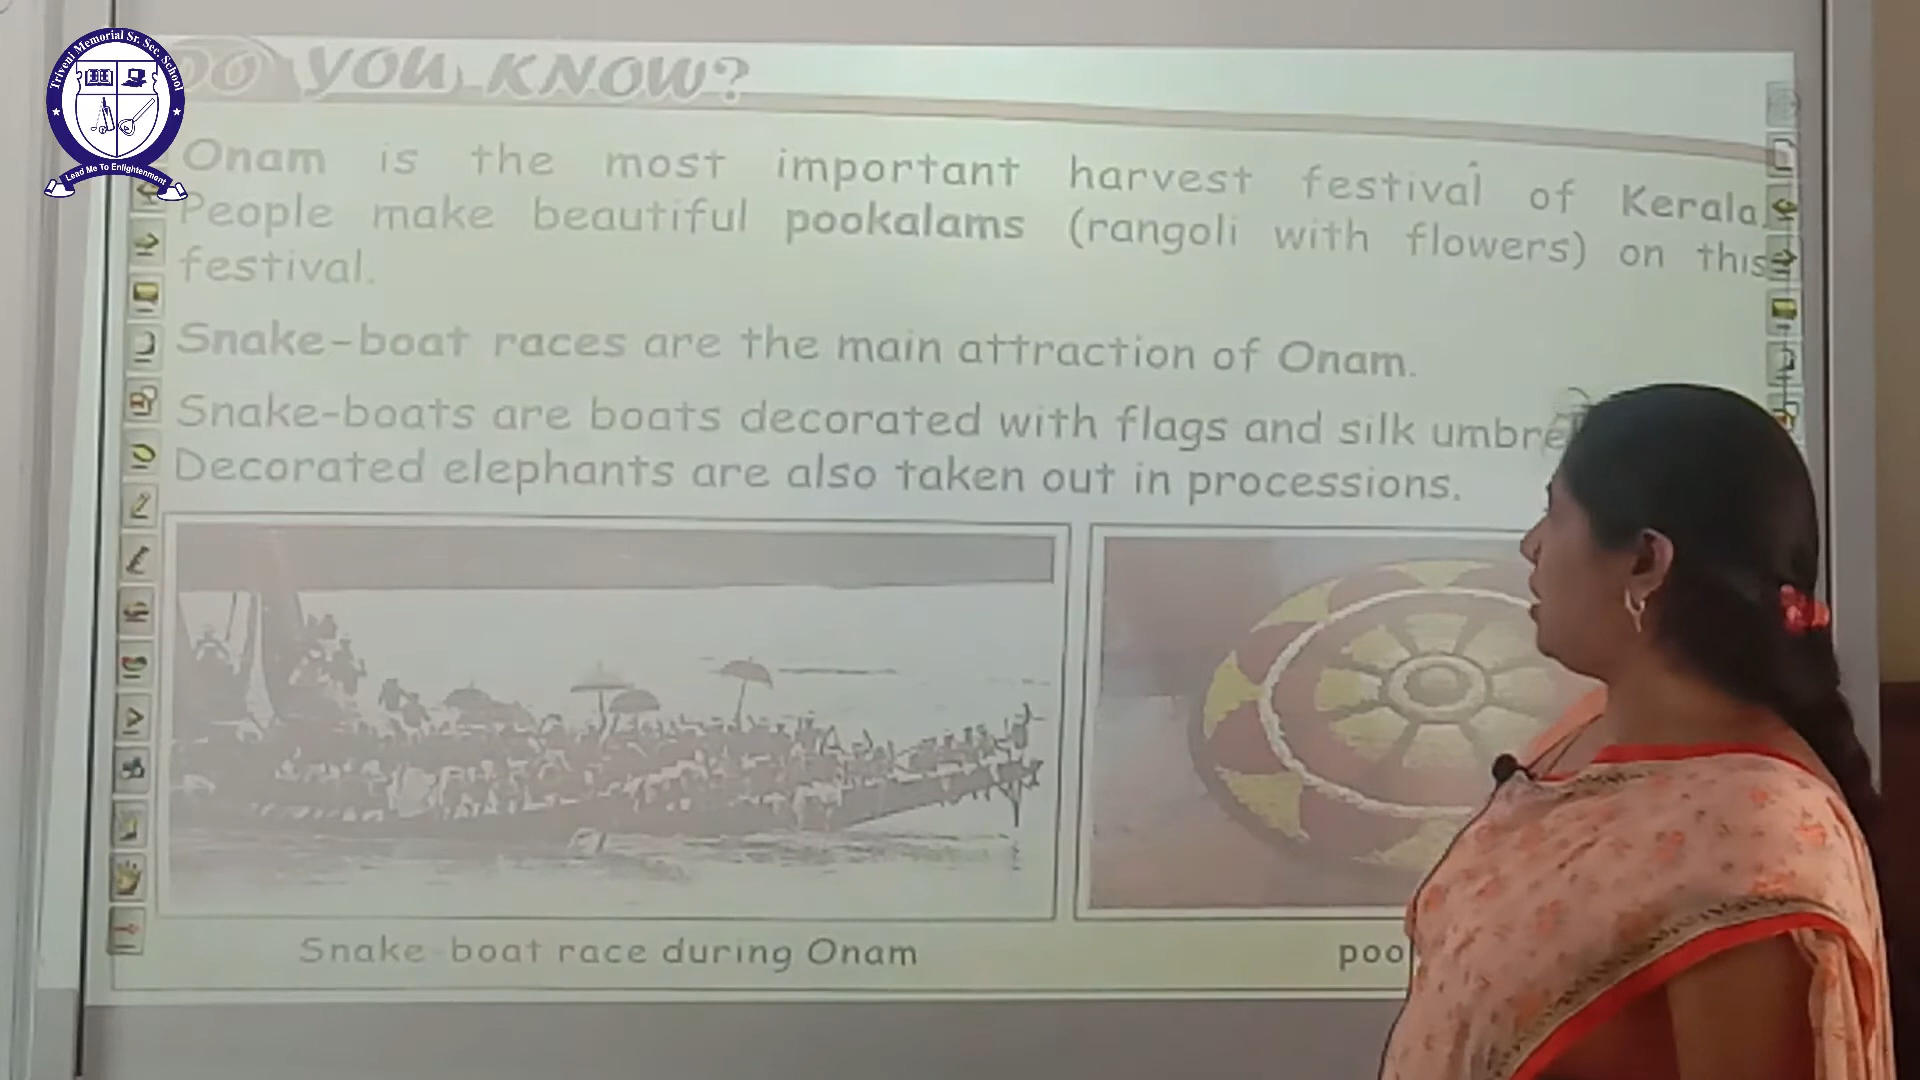 Triveni Memorial Sr. Sec. School
Lead Me To Enlightenment
DO YOU KNOW?
Onam is the most important harvest festival of Kerala.
People make beautiful pookalams (rangoli with flowers) on this
festival.
Snake-boat races are the main attraction of Onam.
Snake-boats are boats decorated with flags and silk
Decorated elephants are also taken out in processions.
Snake-boat race during Onam